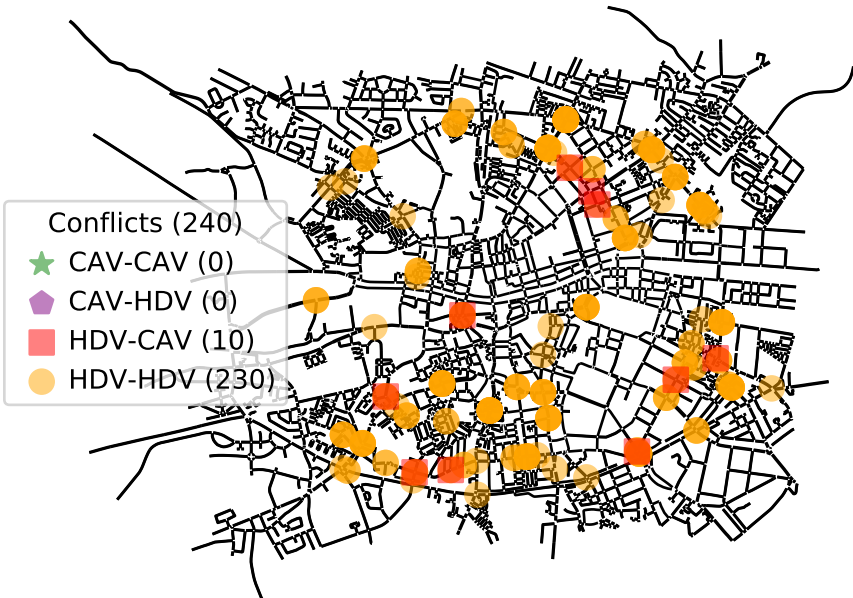 Conflicts (240)
CAV-CAV (0)
CAV-HDV (0)
HDV-CAV (10)
HDV-HDV (230)